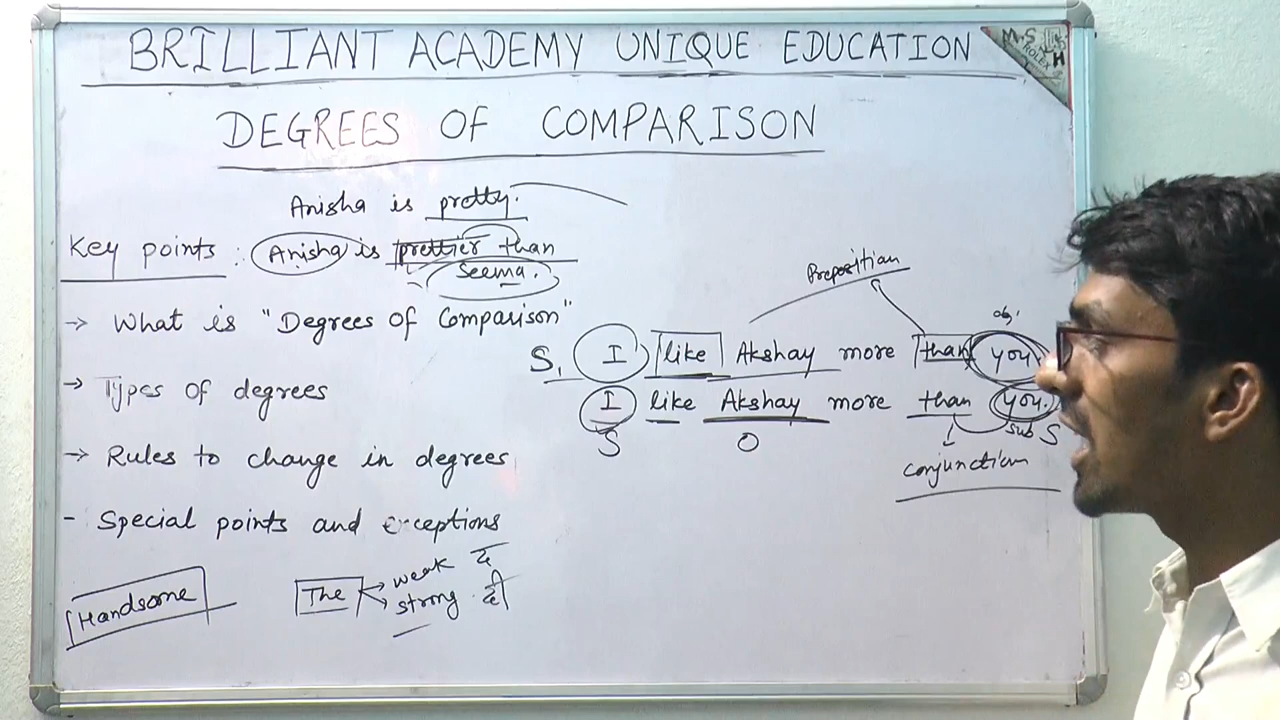 BRILLIANT ACADEMY UNIQUE EDUCATION
M.S H
ROLEX
DEGREES OF COMPARISON
Anisha is pretty.
Key points : Anisha is prettier than
Seema.
→ What is "Degrees of Comparison"
→ Types of degrees
→ Rules to change in degrees
- Special points and exceptions
Handsome
The
weak द
strong दी
Preposition
obj.
S, I like Akshay more than you
I like Akshay more than you.
S O sub S
conjunction